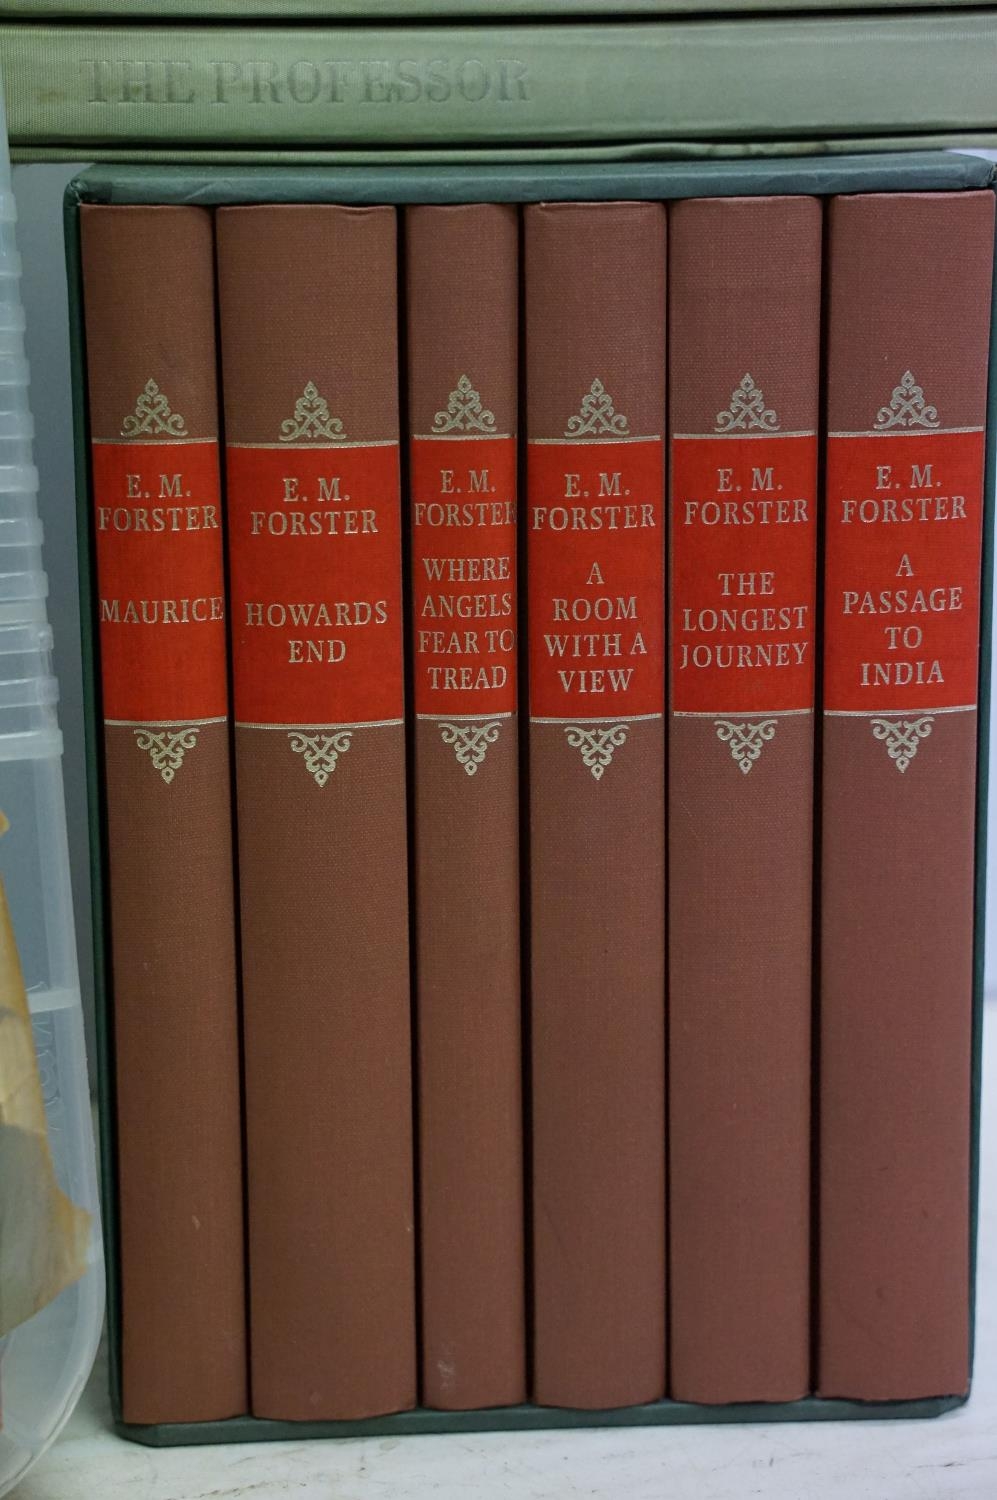 THE PROFESSOR
E. M.
FORSTER
MAURICE
E. M.
FORSTER
HOWARDS
END
E. M.
FORSTER
WHERE
ANGELS
FEAR TO
TREAD
E. M.
FORSTER
A
ROOM
WITH A
VIEW
E. M.
FORSTER
THE
LONGEST
JOURNEY
E. M.
FORSTER
A
PASSAGE
TO
INDIA